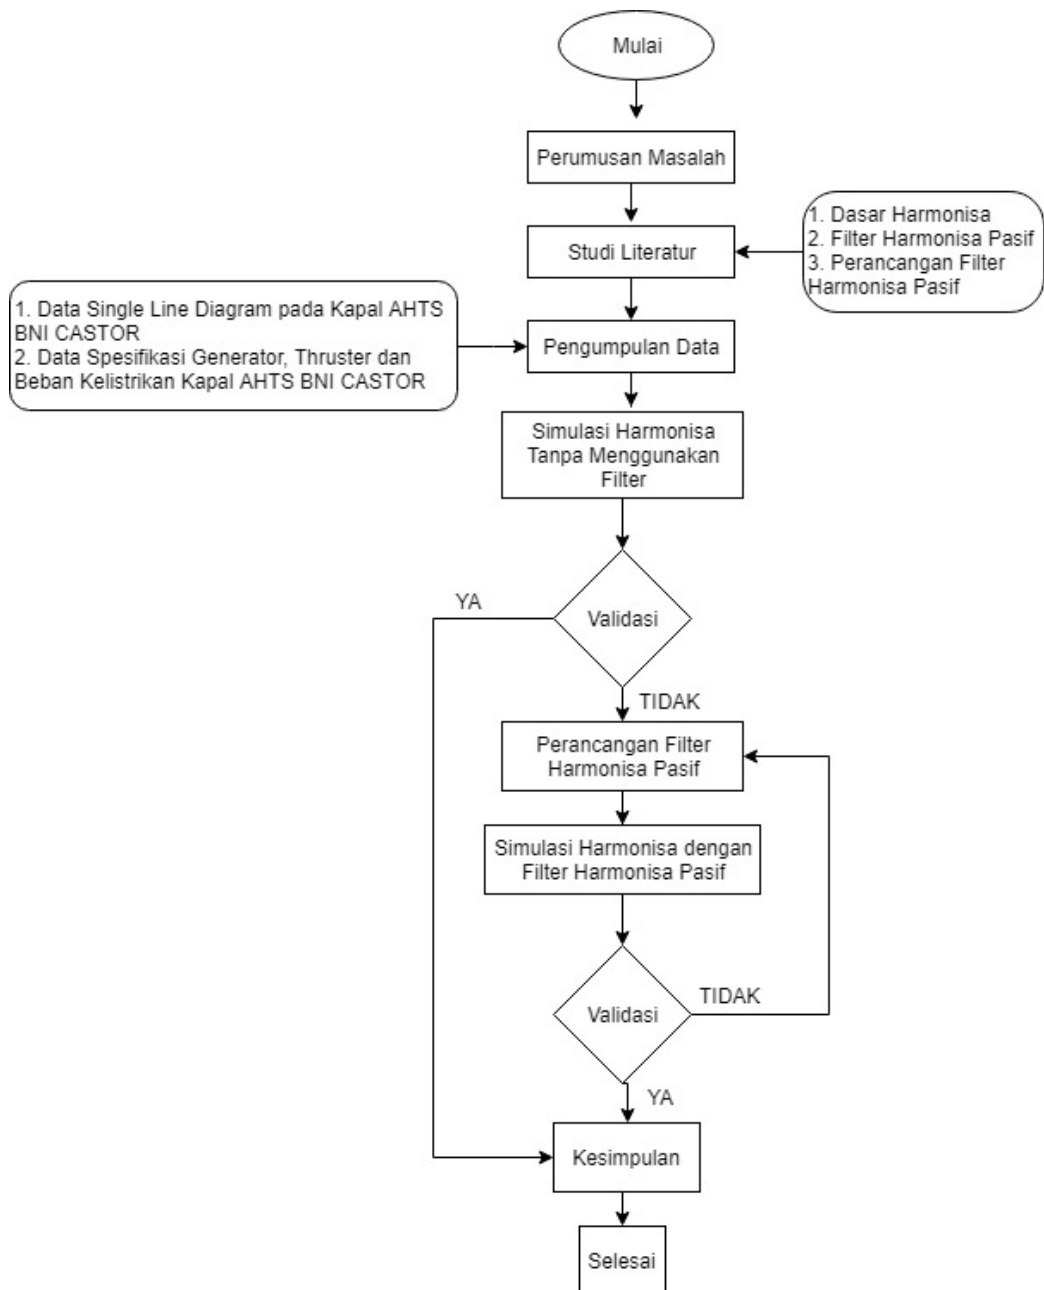 Mulai
Perumusan Masalah
Studi Literatur
1. Dasar Harmonisa
2. Filter Harmonisa Pasif
3. Perancangan Filter
Harmonisa Pasif
1. Data Single Line Diagram pada Kapal AHTS
BNI CASTOR
2. Data Spesifikasi Generator, Thruster dan
Beban Kelistrikan Kapal AHTS BNI CASTOR
Pengumpulan Data
Simulasi Harmonisa
Tanpa Menggunakan
Filter
Validasi
YA
TIDAK
Perancangan Filter
Harmonisa Pasif
Simulasi Harmonisa dengan
Filter Harmonisa Pasif
Validasi
TIDAK
YA
Kesimpulan
Selesai